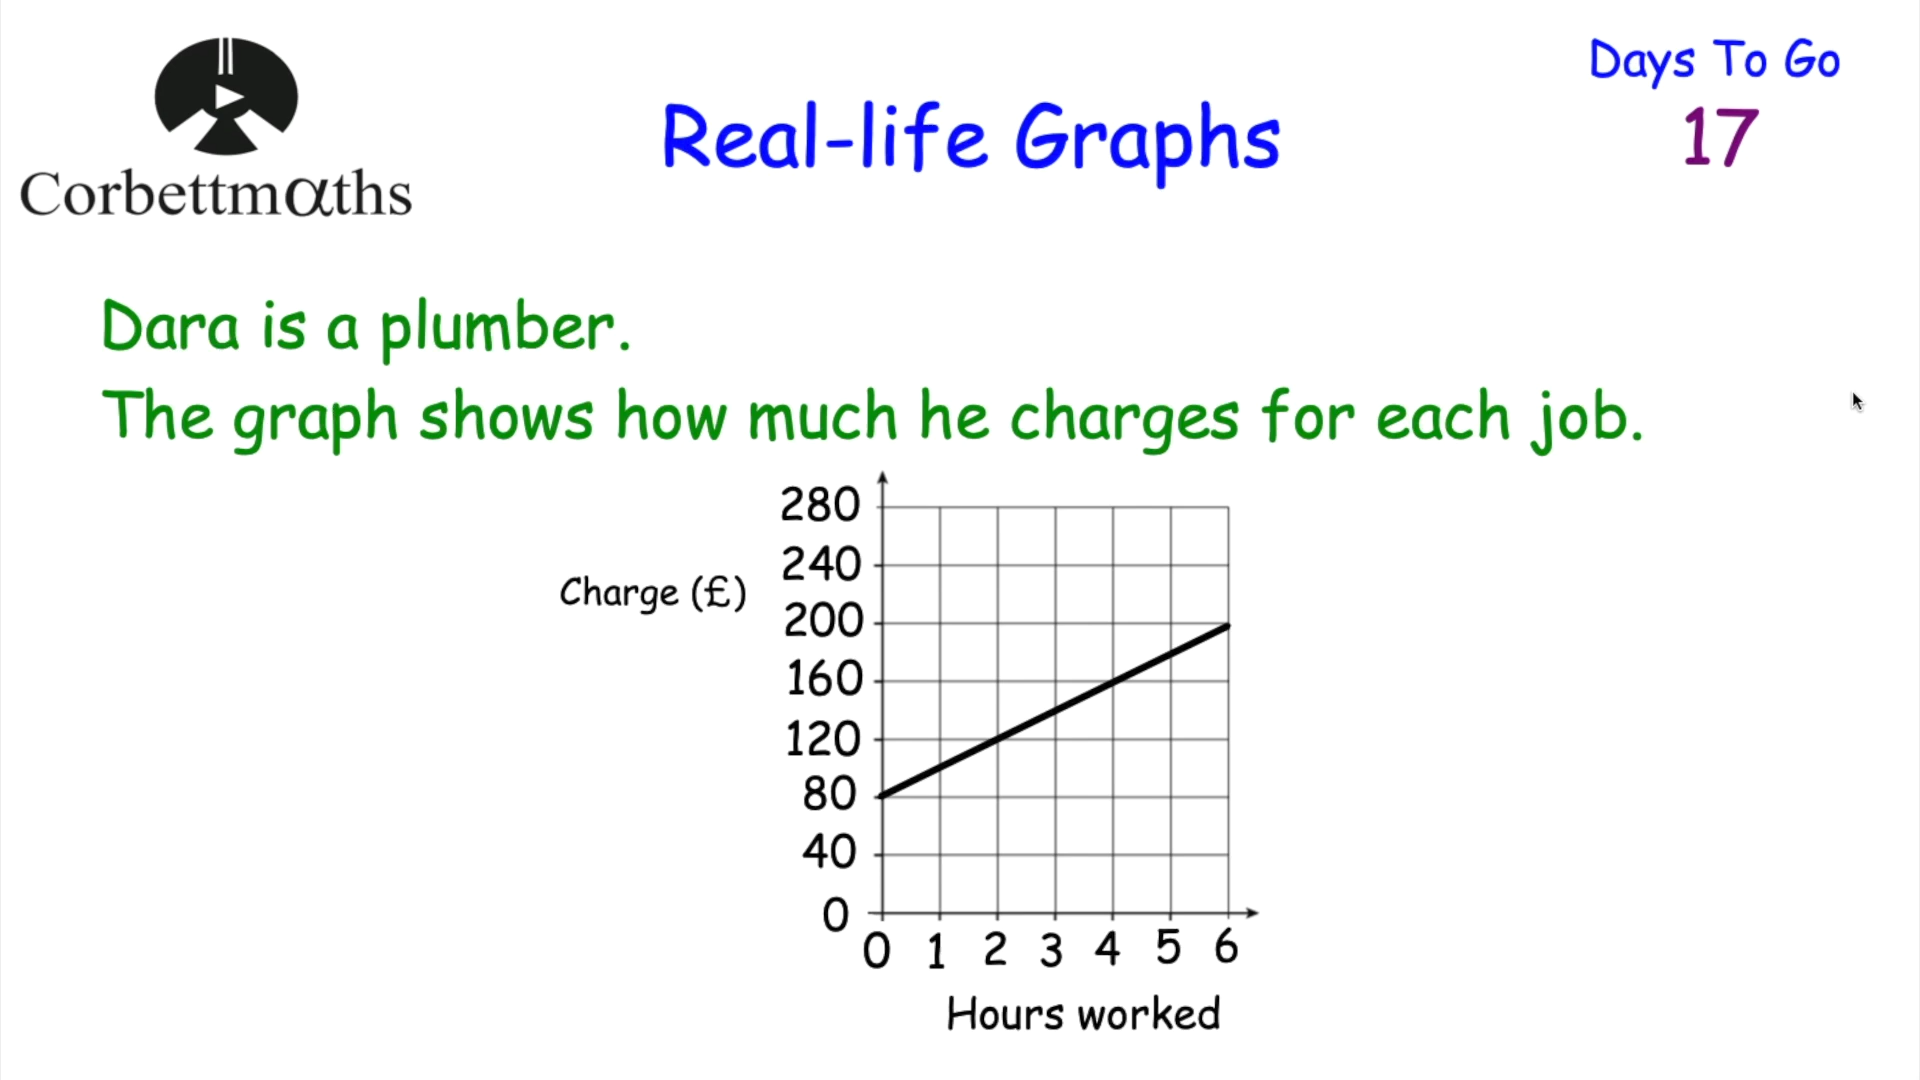 Corbettmαths
Real-life Graphs
Days To Go
17
Dara is a plumber.
The graph shows how much he charges for each job.
Charge (£)
280
240
200
160
120
80
40
0
0 1 2 3 4 5 6
Hours worked